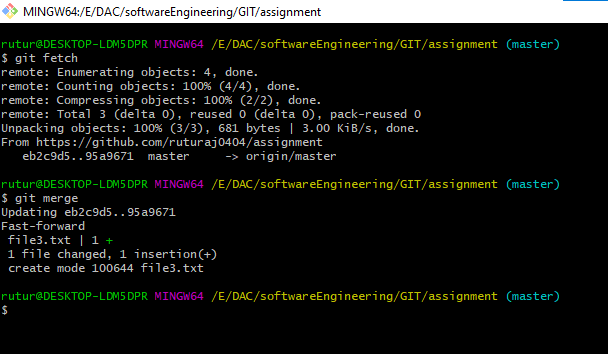 MINGW64:/E/DAC/softwareEngineering/GIT/assignment
rutur@DESKTOP-LDM5DPR MINGW64 /E/DAC/softwareEngineering/GIT/assignment (master)
$ git fetch
remote: Enumerating objects: 4, done.
remote: Counting objects: 100% (4/4), done.
remote: Compressing objects: 100% (2/2), done.
remote: Total 3 (delta 0), reused 0 (delta 0), pack-reused 0
Unpacking objects: 100% (3/3), 681 bytes | 3.00 KiB/s, done.
From https://github.com/ruturaj0404/assignment
   eb2c9d5..95a9671  master     -> origin/master
rutur@DESKTOP-LDM5DPR MINGW64 /E/DAC/softwareEngineering/GIT/assignment (master)
$ git merge
Updating eb2c9d5..95a9671
Fast-forward
 file3.txt | 1 +
 1 file changed, 1 insertion(+)
 create mode 100644 file3.txt
rutur@DESKTOP-LDM5DPR MINGW64 /E/DAC/softwareEngineering/GIT/assignment (master)
$